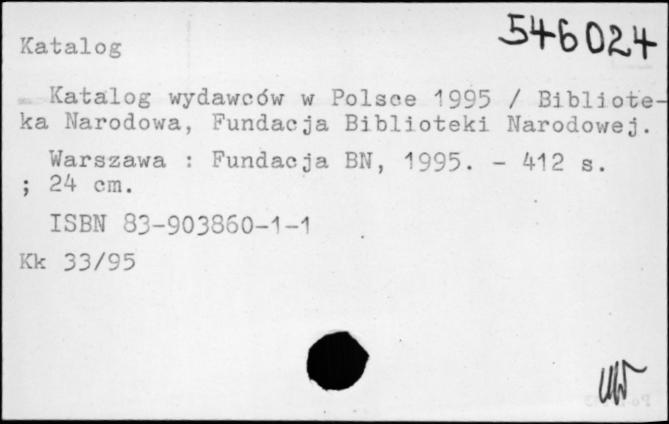 546024
Katalog
Katalog wydawców w Polsce 1995 / Bibliote-
ka Narodowa, Fundacja Biblioteki Narodowej.
Warszawa : Fundacja BN, 1995. - 412 s.
; 24 cm.
ISBN 83-903860-1-1
Kk 33/95